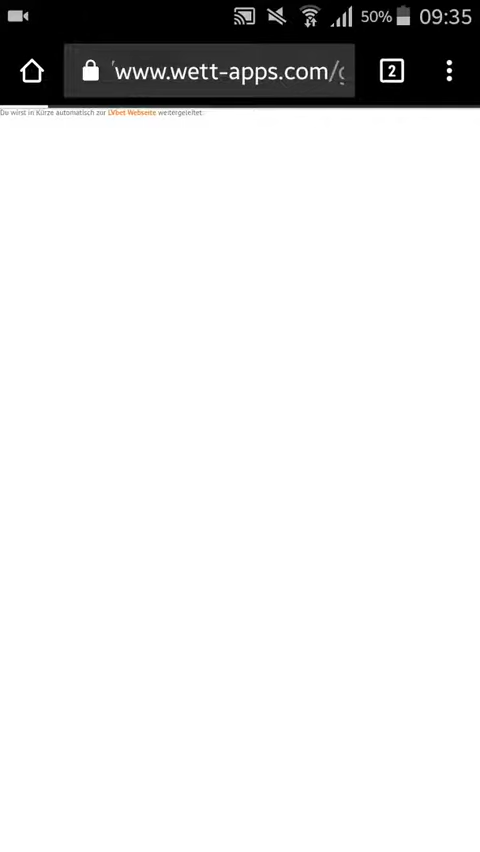 50% 09:35
www.wett-apps.com/g 2
Du wirst in Kürze automatisch zur LVbet Webseite weitergeleitet.